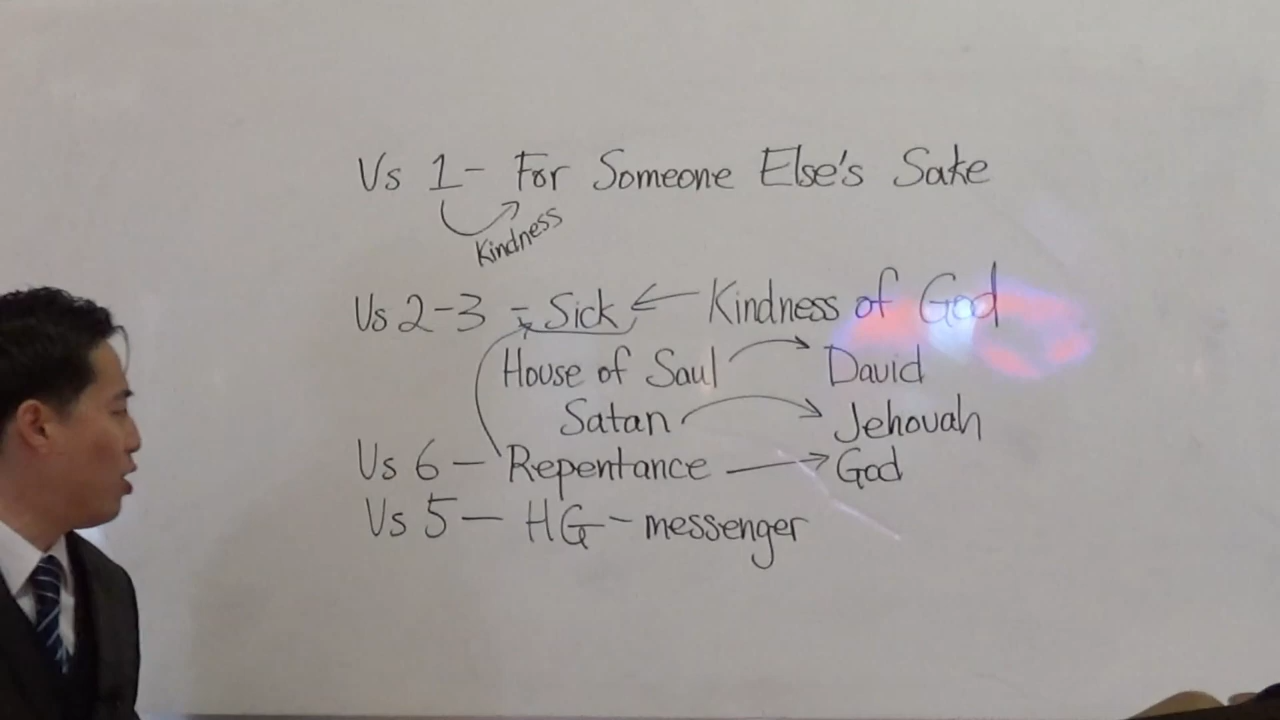 Vs 1- For Someone Else's Sake
Kindness
Vs 2-3 - Sick ← Kindness of God
House of Saul → David
Satan → Jehovah
Vs 6 - Repentance → God
Vs 5 - HG - messenger